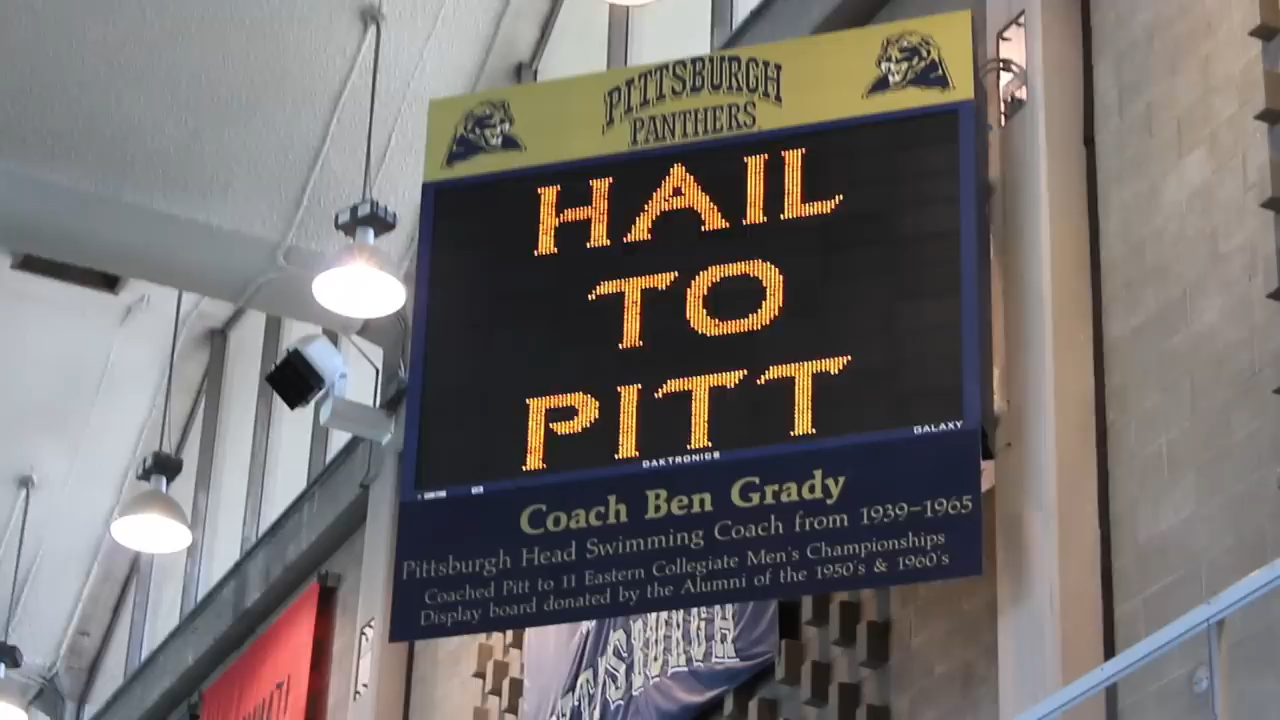 PITTSBURGH
PANTHERS
HAIL
TO
PITT
DAKTRONICS
GALAXY
Coach Ben Grady
Pittsburgh Head Swimming Coach from 1939–1965
Coached Pitt to 11 Eastern Collegiate Men's Championships
Display board donated by the Alumni of the 1950's & 1960's